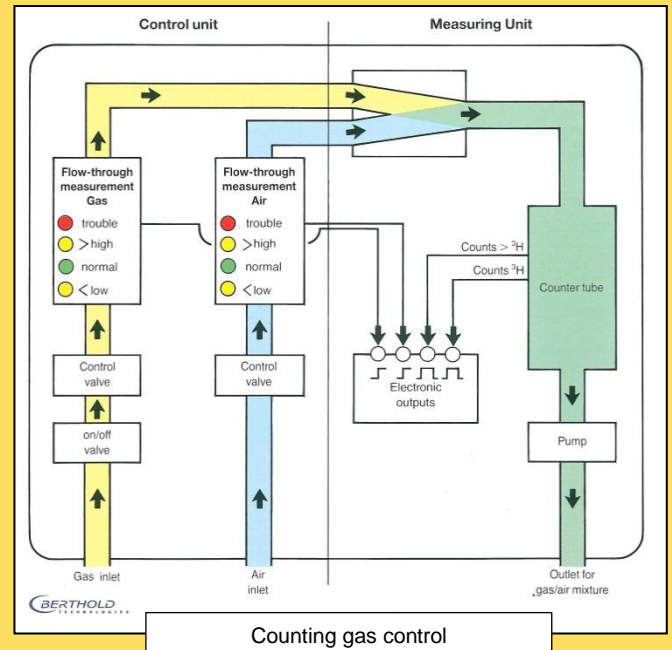 Control unit
Measuring Unit
Flow-through
measurement
Gas
trouble
>high
normal
<low
Flow-through
measurement
Air
trouble
>high
normal
<low
Counts > ³H
Counts ³H
Counter tube
Control
valve
Control
valve
Electronic
outputs
on/off
valve
Pump
Gas inlet
Air
inlet
Outlet for
gas/air mixture
BERTHOLD
TECHNOLOGIES
Counting gas control